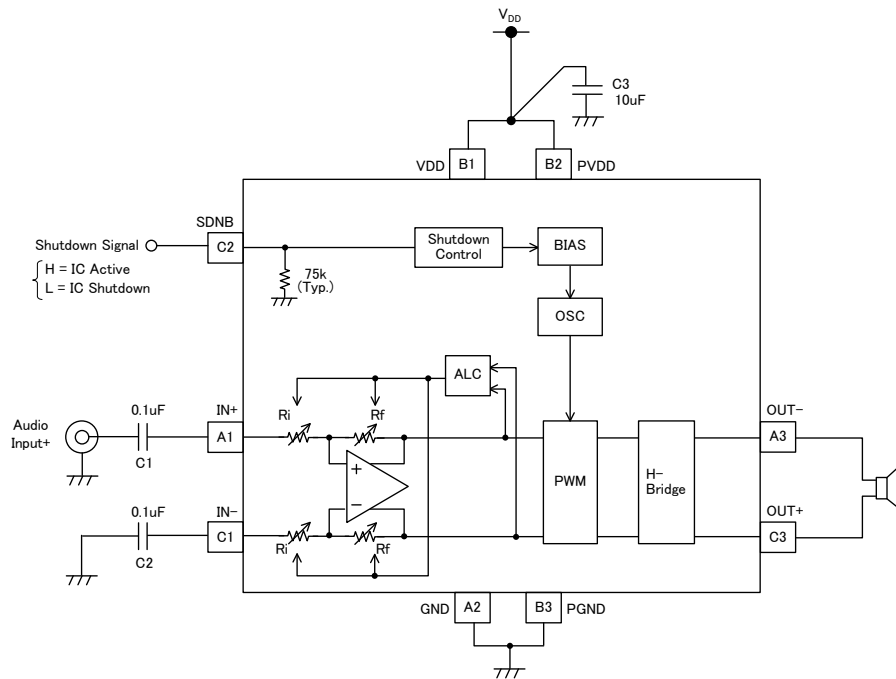 VDD
C3
10uF
VDD
B1
B2
PVDD
SDNB
Shutdown Signal
C2
H = IC Active
L = IC Shutdown
75k
(Typ.)
Shutdown
Control
BIAS
OSC
ALC
Audio
Input+
0.1uF
C1
IN+
A1
Ri
Rf
+
−
PWM
H−
Bridge
OUT−
A3
0.1uF
C2
IN−
C1
Ri
Rf
OUT+
C3
GND
A2
B3
PGND